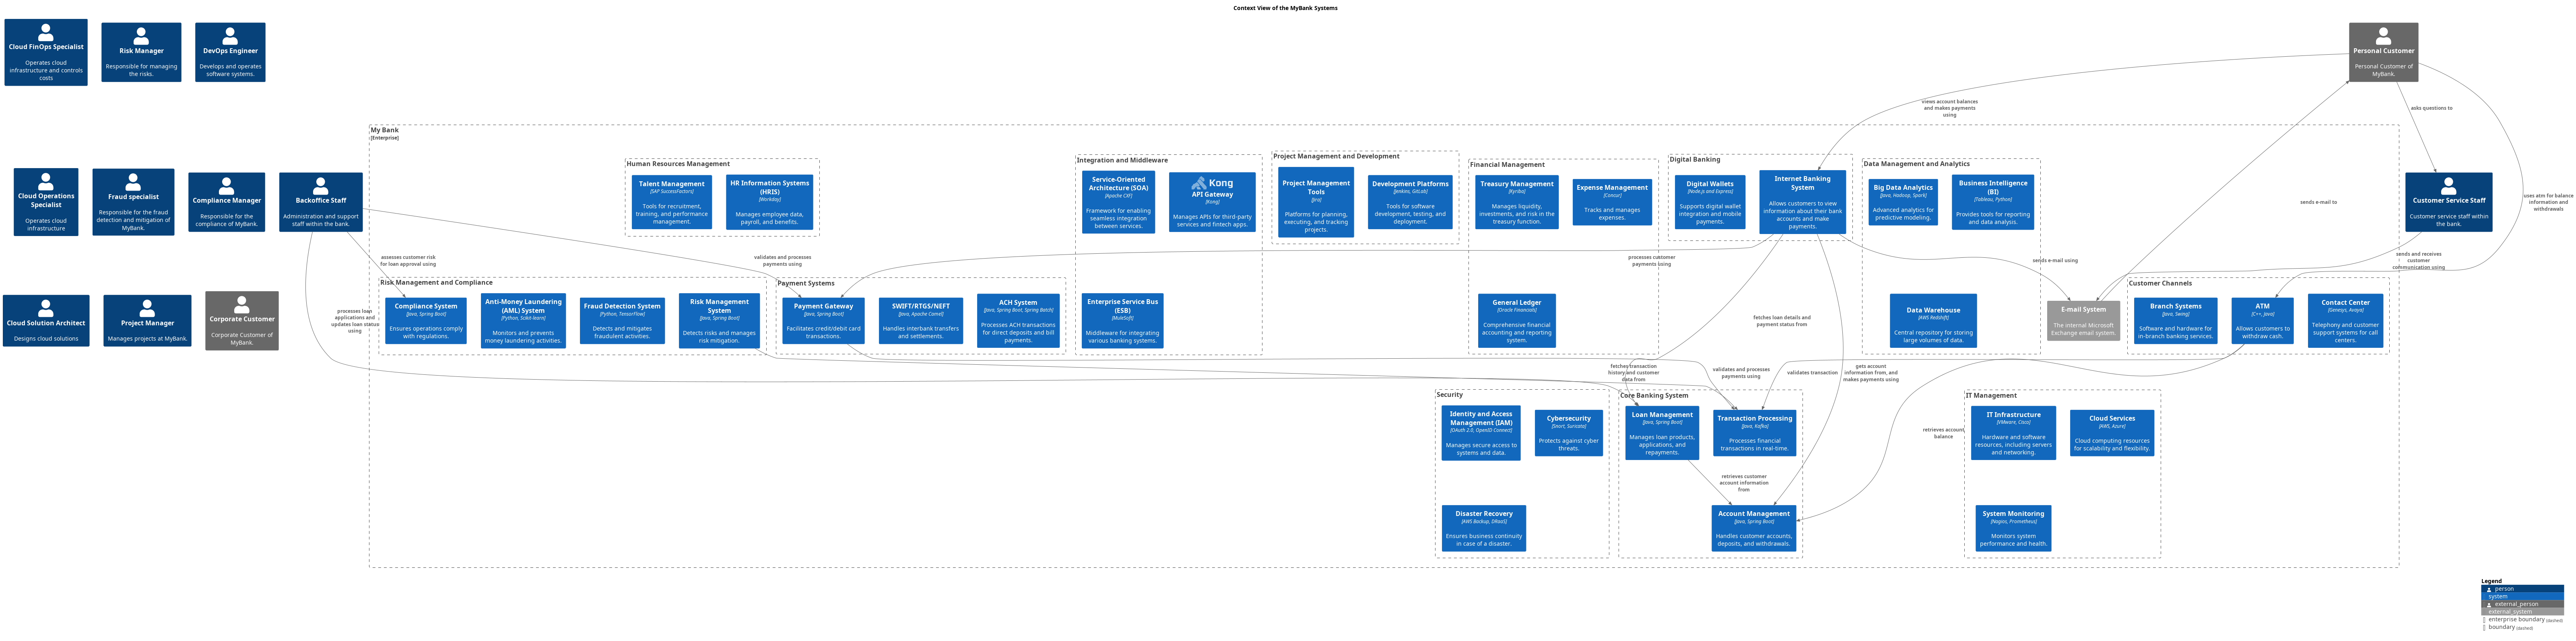 Context View of the MyBank Systems
Cloud FinOps Specialist
Operates cloud
infrastructure and controls
costs
Risk Manager
Responsible for managing
the risks.
DevOps Engineer
Develops and operates
software systems.
Personal Customer
Personal Customer of
MyBank.
views account balances
and makes payments
using
asks questions to
uses atm for balance
information and
withdrawals
sends e-mail to
Cloud Operations
Specialist
Operates cloud
infrastructure
Fraud specialist
Responsible for the fraud
detection and mitigation of
MyBank.
Compliance Manager
Responsible for the
compliance of MyBank.
Backoffice Staff
Administration and support
staff within the bank.
Customer Service Staff
Customer service staff within
the bank.
My Bank
[Enterprise]
Human Resources Management
Talent Management
[SAP SuccessFactors]
Tools for recruitment,
training, and performance
management.
HR Information Systems
(HRIS)
[Workday]
Manages employee data,
payroll, and benefits.
Integration and Middleware
Service-Oriented
Architecture (SOA)
[Apache CXF]
Framework for enabling
seamless integration
between services.
Kong
API Gateway
[Kong]
Manages APIs for third-party
services and fintech apps.
Enterprise Service Bus
(ESB)
[MuleSoft]
Middleware for integrating
various banking systems.
Project Management and Development
Project Management
Tools
[Jira]
Platforms for planning,
executing, and tracking
projects.
Development Platforms
[Jenkins, GitLab]
Tools for software
development, testing, and
deployment.
Financial Management
Treasury Management
[Kyriba]
Manages liquidity,
investments, and risk in the
treasury function.
Expense Management
[Concur]
Tracks and manages
expenses.
General Ledger
[Oracle Financials]
Comprehensive financial
accounting and reporting
system.
Digital Banking
Digital Wallets
[Node.js and Express]
Supports digital wallet
integration and mobile
payments.
Internet Banking
System
Allows customers to view
information about their bank
accounts and make
payments.
Data Management and Analytics
Big Data Analytics
[Java, Hadoop, Spark]
Advanced analytics for
predictive modeling.
Business Intelligence
(BI)
[Tableau, Python]
Provides tools for reporting
and data analysis.
Data Warehouse
[AWS Redshift]
Central repository for storing
large volumes of data.
assesses customer risk
for loan approval using
validates and processes
payments using
processes customer
payments using
sends e-mail using
sends and receives
customer
communication using
Cloud Solution Architect
Designs cloud solutions
Project Manager
Manages projects at MyBank.
Corporate Customer
Corporate Customer of
MyBank.
processes loan
applications and
updates loan status
using
Risk Management and Compliance
Compliance System
[Java, Spring Boot]
Ensures operations comply
with regulations.
Anti-Money Laundering
(AML) System
[Python, Scikit-learn]
Monitors and prevents
money laundering activities.
Fraud Detection System
[Python, TensorFlow]
Detects and mitigates
fraudulent activities.
Risk Management
System
[Java, Spring Boot]
Detects risks and manages
risk mitigation.
Payment Systems
Payment Gateway
[Java, Spring Boot]
Facilitates credit/debit card
transactions.
SWIFT/RTGS/NEFT
[Java, Apache Camel]
Handles interbank transfers
and settlements.
ACH System
[Java, Spring Boot, Spring Batch]
Processes ACH transactions
for direct deposits and bill
payments.
E-mail System
The internal Microsoft
Exchange email system.
Customer Channels
Branch Systems
[Java, Swing]
Software and hardware for
in-branch banking services.
ATM
[C++, Java]
Allows customers to
withdraw cash.
Contact Center
[Genesys, Avaya]
Telephony and customer
support systems for call
centers.
fetches loan details and
payment status from
fetches transaction
history and customer
data from
validates and processes
payments using
validates transaction
gets account
information from, and
makes payments using
retrieves account
balance
Security
Identity and Access
Management (IAM)
[OAuth 2.0, OpenID Connect]
Manages secure access to
systems and data.
Cybersecurity
[Snort, Suricata]
Protects against cyber
threats.
Disaster Recovery
[AWS Backup, DRaaS]
Ensures business continuity
in case of a disaster.
Core Banking System
Loan Management
[Java, Spring Boot]
Manages loan products,
applications, and
repayments.
Transaction Processing
[Java, Kafka]
Processes financial
transactions in real-time.
retrieves customer
account information
from
Account Management
[Java, Spring Boot]
Handles customer accounts,
deposits, and withdrawals.
IT Management
IT Infrastructure
[VMware, Cisco]
Hardware and software
resources, including servers
and networking.
Cloud Services
[AWS, Azure]
Cloud computing resources
for scalability and flexibility.
System Monitoring
[Nagios, Prometheus]
Monitors system
performance and health.
Legend
person
system
external_person
external_system
enterprise boundary (dashed)
boundary (dashed)